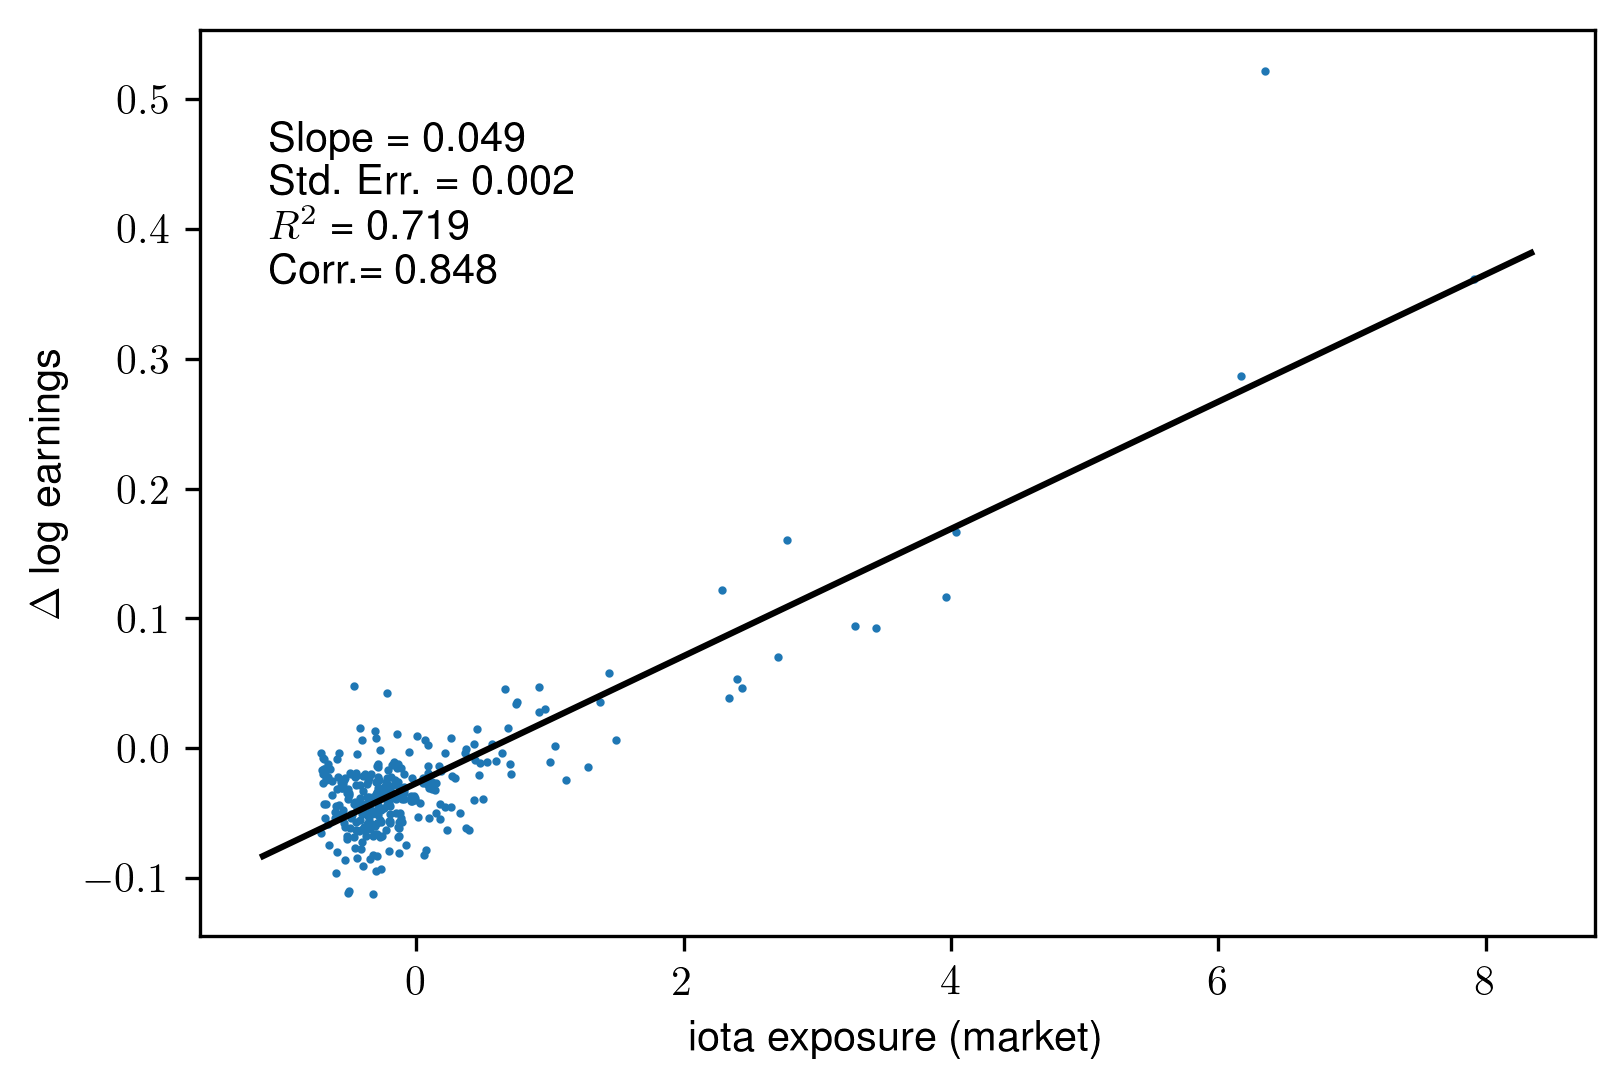 Slope = 0.049
Std. Err. = 0.002
R² = 0.719
Corr.= 0.848
0.5
0.4
0.3
0.2
0.1
0.0
−0.1
Δ log earnings
0 2 4 6 8
iota exposure (market)